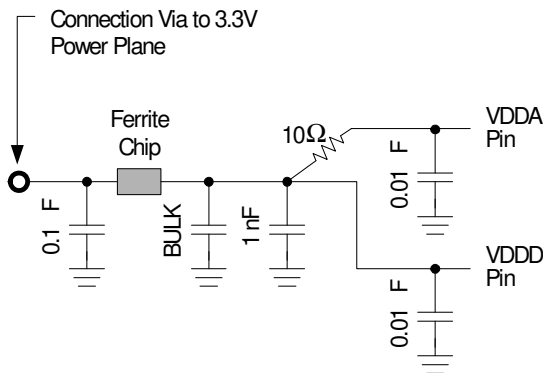 Connection Via to 3.3V
Power Plane
Ferrite
Chip
10Ω
VDDA
Pin
0.1 F
BULK
1 nF
0.01 F
VDDD
Pin
0.01 F